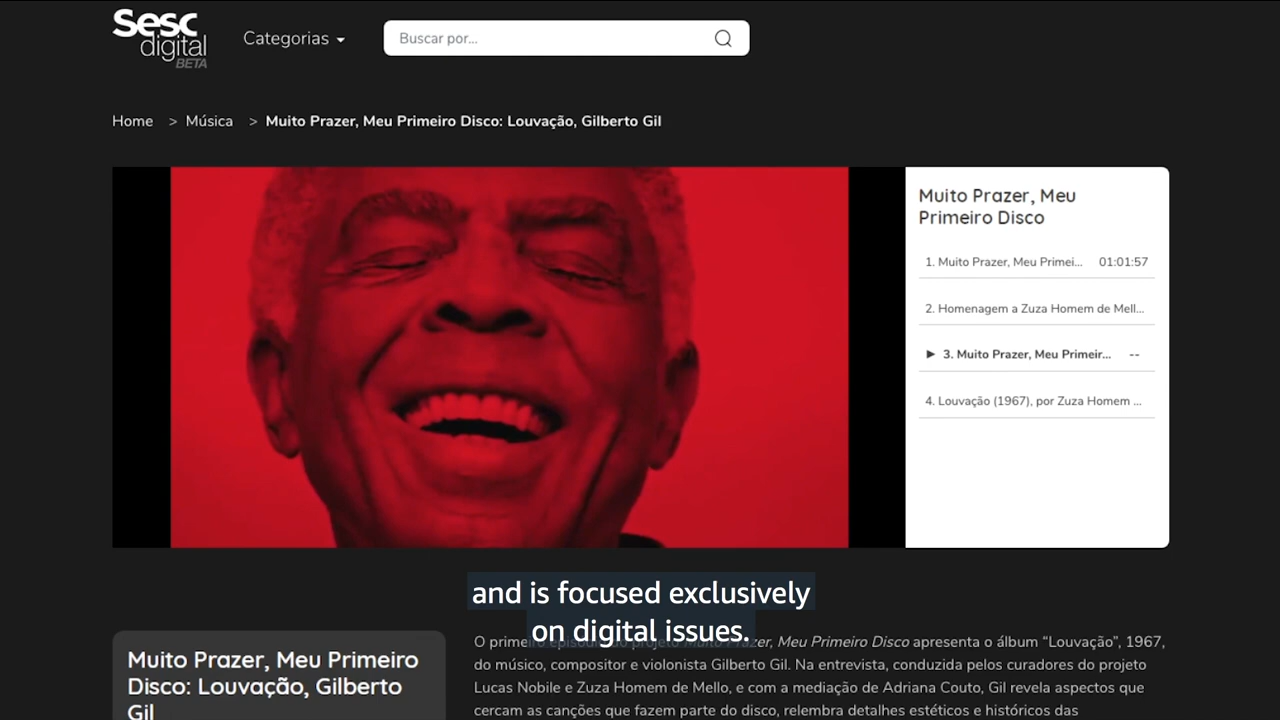 Sesc
digital
BETA
Categorias
Buscar por...
Home > Música > Muito Prazer, Meu Primeiro Disco: Louvação, Gilberto Gil
Muito Prazer, Meu
Primeiro Disco
1. Muito Prazer, Meu Primei... 01:01:57
2. Homenagem a Zuza Homem de Mell...
3. Muito Prazer, Meu Primeir... --
4. Louvação (1967), por Zuza Homem ...
and is focused exclusively
on digital issues.
Muito Prazer, Meu Primeiro
Disco: Louvação, Gilberto
Gil
O primeiro episódio do projeto Muito Prazer, Meu Primeiro Disco apresenta o álbum “Louvação”, 1967,
do músico, compositor e violonista Gilberto Gil. Na entrevista, conduzida pelos curadores do projeto
Lucas Nobile e Zuza Homem de Mello, e com a mediação de Adriana Couto, Gil revela aspectos que
cercam as canções que fazem parte do disco, relembra detalhes estéticos e históricos das